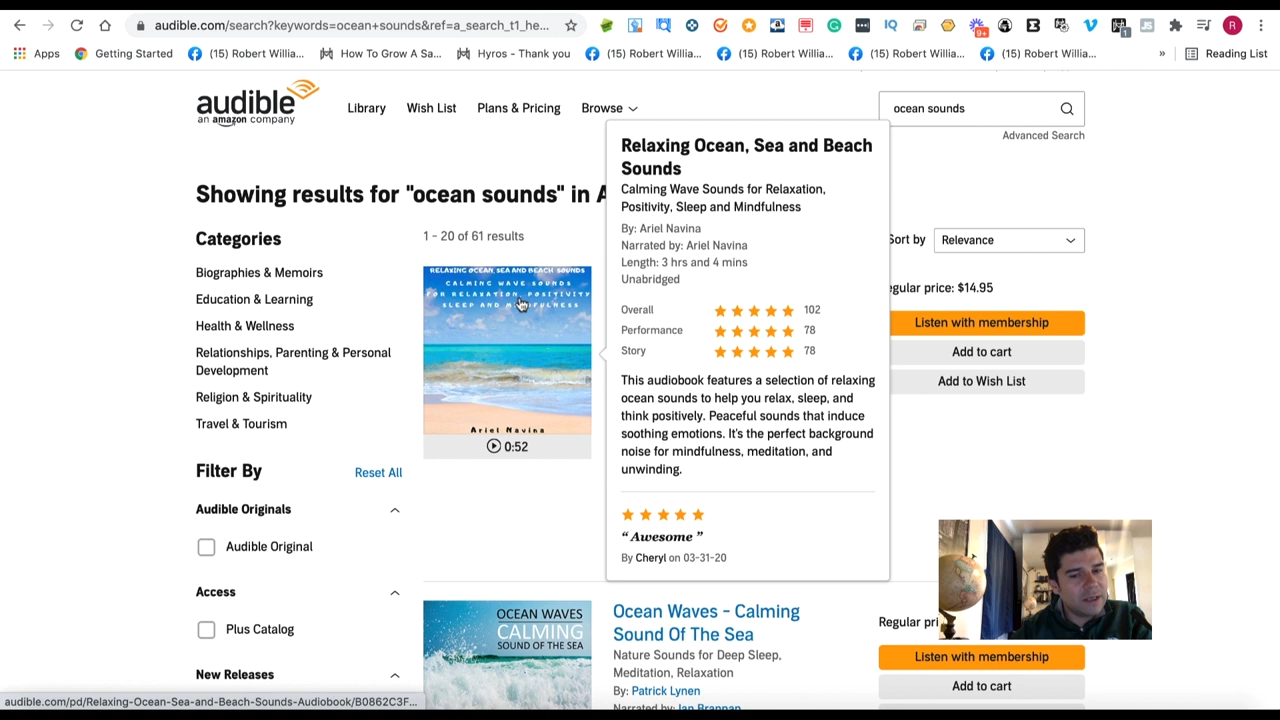 audible.com/search?keywords=ocean+sounds&ref=a_search_t1_he...
9+
IQ
JS
1
R
Apps
Getting Started
(15) Robert Willia...
How To Grow A Sa...
Hyros - Thank you
(15) Robert Willia...
(15) Robert Willia...
(15) Robert Willia...
(15) Robert Willia...
»
Reading List
audible
an amazon company
Library
Wish List
Plans & Pricing
Browse
ocean sounds
Advanced Search
Showing results for "ocean sounds" in A
Categories
Biographies & Memoirs
Education & Learning
Health & Wellness
Relationships, Parenting & Personal
Development
Religion & Spirituality
Travel & Tourism
Filter By
Reset All
Audible Originals
Audible Original
Access
Plus Catalog
New Releases
1 - 20 of 61 results
RELAXING OCEAN, SEA AND BEACH SOUNDS
CALMING WAVE SOUNDS
FOR RELAXATION, POSITIVITY
SLEEP AND MINDFULNESS
Ariel Navina
0:52
Relaxing Ocean, Sea and Beach
Sounds
Calming Wave Sounds for Relaxation,
Positivity, Sleep and Mindfulness
By: Ariel Navina
Narrated by: Ariel Navina
Length: 3 hrs and 4 mins
Unabridged
Overall 102
Performance 78
Story 78
This audiobook features a selection of relaxing
ocean sounds to help you relax, sleep, and
think positively. Peaceful sounds that induce
soothing emotions. It's the perfect background
noise for mindfulness, meditation, and
unwinding.
“ Awesome ”
By Cheryl on 03-31-20
Sort by
Relevance
egular price: $14.95
Listen with membership
Add to cart
Add to Wish List
OCEAN WAVES
CALMING
SOUND OF THE SEA
Ocean Waves - Calming
Sound Of The Sea
Nature Sounds for Deep Sleep,
Meditation, Relaxation
By: Patrick Lynen
Narrated by: Ian Brannan
Regular pri
Listen with membership
Add to cart
audible.com/pd/Relaxing-Ocean-Sea-and-Beach-Sounds-Audiobook/B0862C3F...